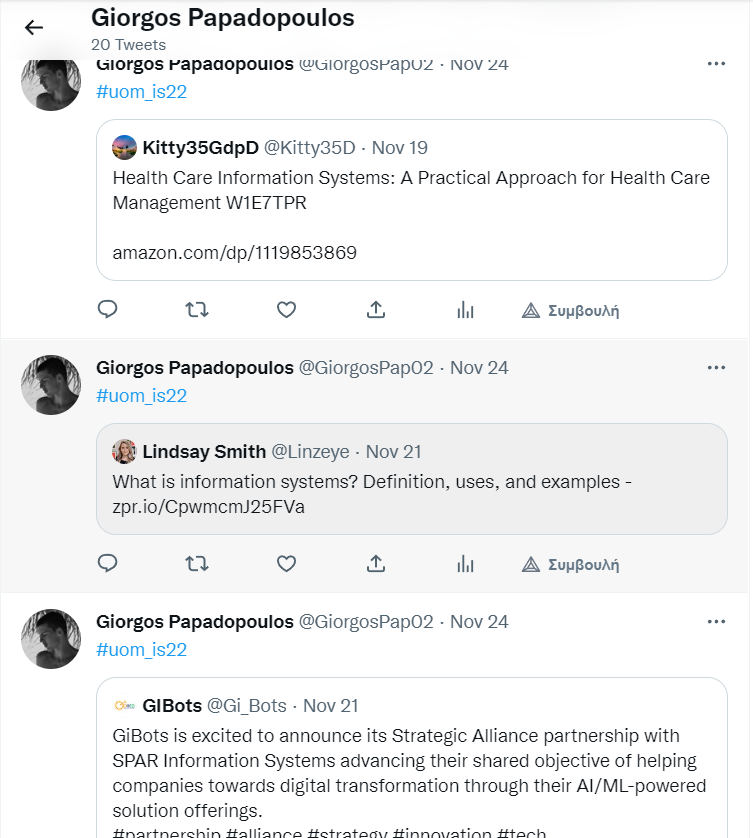 Giorgos Papadopoulos
20 Tweets
Giorgos Papadopoulos @GiorgosPap02 · Nov 24
#uom_is22
Kitty35GdpD @Kitty35D · Nov 19
Health Care Information Systems: A Practical Approach for Health Care
Management W1E7TPR
amazon.com/dp/1119853869
Συμβουλή
Giorgos Papadopoulos @GiorgosPap02 · Nov 24
#uom_is22
Lindsay Smith @Linzeye · Nov 21
What is information systems? Definition, uses, and examples -
zpr.io/CpwmcmJ25FVa
Συμβουλή
Giorgos Papadopoulos @GiorgosPap02 · Nov 24
#uom_is22
GIBots @Gi_Bots · Nov 21
GiBots is excited to announce its Strategic Alliance partnership with
SPAR Information Systems advancing their shared objective of helping
companies towards digital transformation through their AI/ML-powered
solution offerings.
#partnership #alliance #strategy #innovation #tech